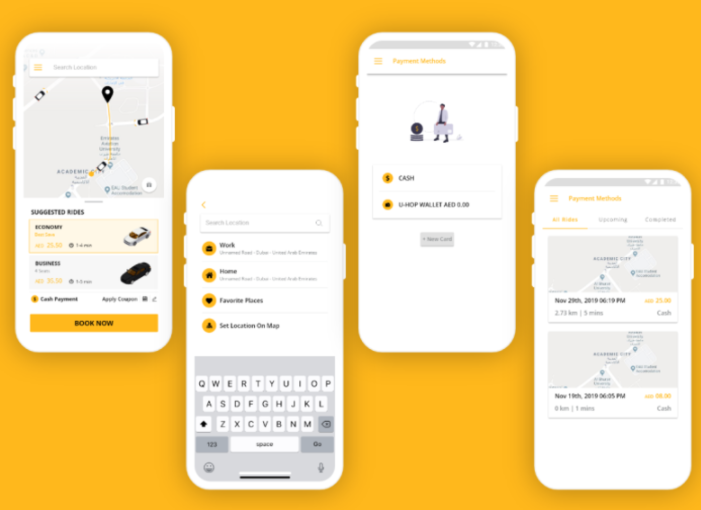 Search Location
Emirates
Aviation
University
ACADEMIC
DAU Student
SUGGESTED RIDES
ECONOMY
AED 25.00
1-4 min
BUSINESS
AED 30.00
1-5 min
Cash Payment
Apply Coupon
BOOK NOW
Search Location
Work
Unnamed Road - Dubai - United Arab Emirates
Home
Unnamed Road - Dubai - United Arab Emirates
Favorite Places
Set Location On Map
Q W E R T Y U I O P
A S D F G H J K L
Z X C V B N M
123 space Go
Payment Methods
CASH
U-HOP WALLET AED 0.00
+ New Card
Payment Methods
All Rides Upcoming Completed
ACADEMIC CITY
Nov 20th, 2019 06:19 PM AED 25.00
2.73 km | 5 mins Cash
ACADEMIC CITY
Nov 19th, 2019 06:05 PM AED 09.00
0 km | 1 mins Cash